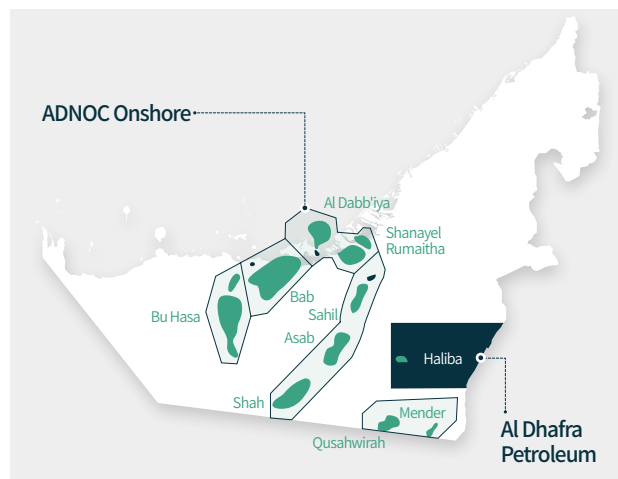 ADNOC Onshore
Al Dabb'iya
Shanayel
Rumaitha
Bab
Bu Hasa
Sahil
Asab
Haliba
Shah
Mender
Qusahwirah
Al Dhafra
Petroleum